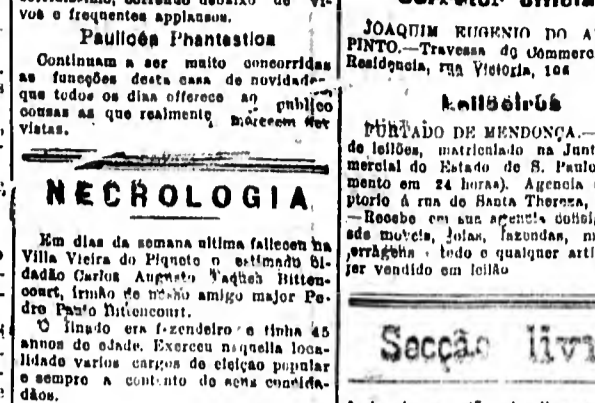 vos e frequentes applausos.
Paulicéa Phantastica
Continuam a ser muito concorridas
as funcções desta casa de novidades
que todos os dias offerece ao publico
cousas as que realmente merecem ser
vistas.
NECROLOGIA
Em dias da semana ultima falleceu na
Villa Vieira do Piquete o estimado ci-
dadão Carlos Augusto Bitten-
court, irmão de nosso amigo major Pe-
dro Paulo Bittencourt.
O finado era fazendeiro e tinha 45
annos de edade. Exerceu naquella loca-
lidade varios cargos de eleição popular
e sempre a contento de seus concida-
dãos.
JOAQUIM EUGENIO DO A
PINTO.—Travessa do Commerc
Residencia, rua Victoria, 106
Leiloeiros
FURTADO DE MENDONÇA.—
de leilões, matriculado na Junt
mercial do Estado de S. Paulo
mento em 24 horas). Agencia
ptorio á rua de Santa Thereza,
—Recebe em sua agencia consig
moveis, joias, fazendas, m
ferragens e todo e qualquer arti
ser vendido em leilão
Secção livr